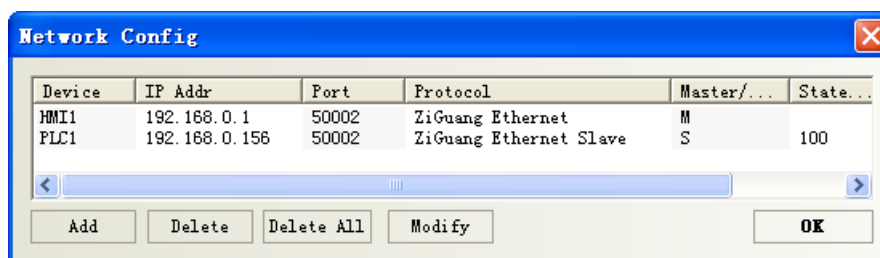 Network Config
Device IP Addr Port Protocol Master/... State...
HMI1 192.168.0.1 50002 ZiGuang Ethernet M
PLC1 192.168.0.156 50002 ZiGuang Ethernet Slave S 100
Add Delete Delete All Modify OK